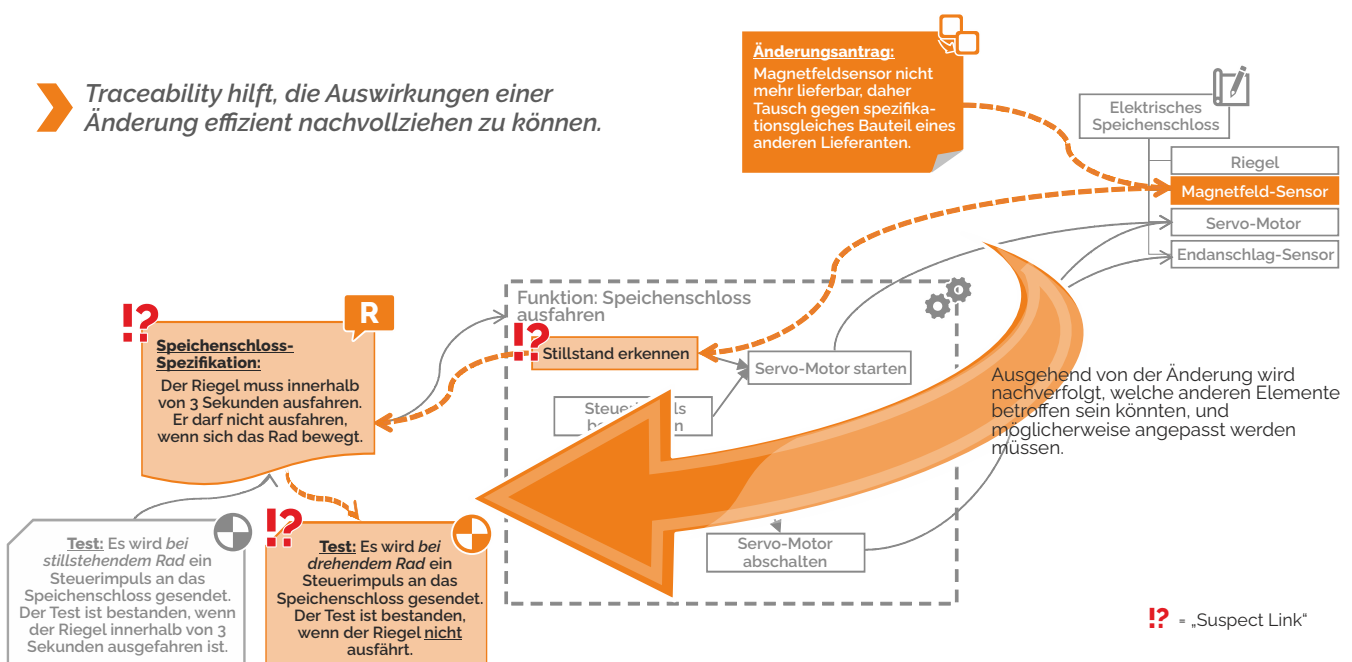 Traceability hilft, die Auswirkungen einer
Änderung effizient nachvollziehen zu können.
Änderungsantrag:
Magnetfeldsensor nicht
mehr lieferbar, daher
Tausch gegen spezifika-
tionsgleiches Bauteil eines
anderen Lieferanten.
Elektrisches
Speichenschloss
Riegel
Magnetfeld-Sensor
Servo-Motor
Endanschlag-Sensor
Funktion: Speichenschloss
ausfahren
!?
Stillstand erkennen
Servo-Motor starten
Servo-Motor
abschalten
!?
R
Speichenschloss-
Spezifikation:
Der Riegel muss innerhalb
von 3 Sekunden ausfahren.
Er darf nicht ausfahren,
wenn sich das Rad bewegt.
Ausgehend von der Änderung wird
nachverfolgt, welche anderen Elemente
betroffen sein könnten, und
möglicherweise angepasst werden
müssen.
Test: Es wird bei
stillstehendem Rad ein
Steuerimpuls an das
Speichenschloss gesendet.
Der Test ist bestanden, wenn
der Riegel innerhalb von 3
Sekunden ausgefahren ist.
!?
Test: Es wird bei
drehendem Rad ein
Steuerimpuls an das
Speichenschloss gesendet.
Der Test ist bestanden,
wenn der Riegel nicht
ausfährt.
!? = „Suspect Link“